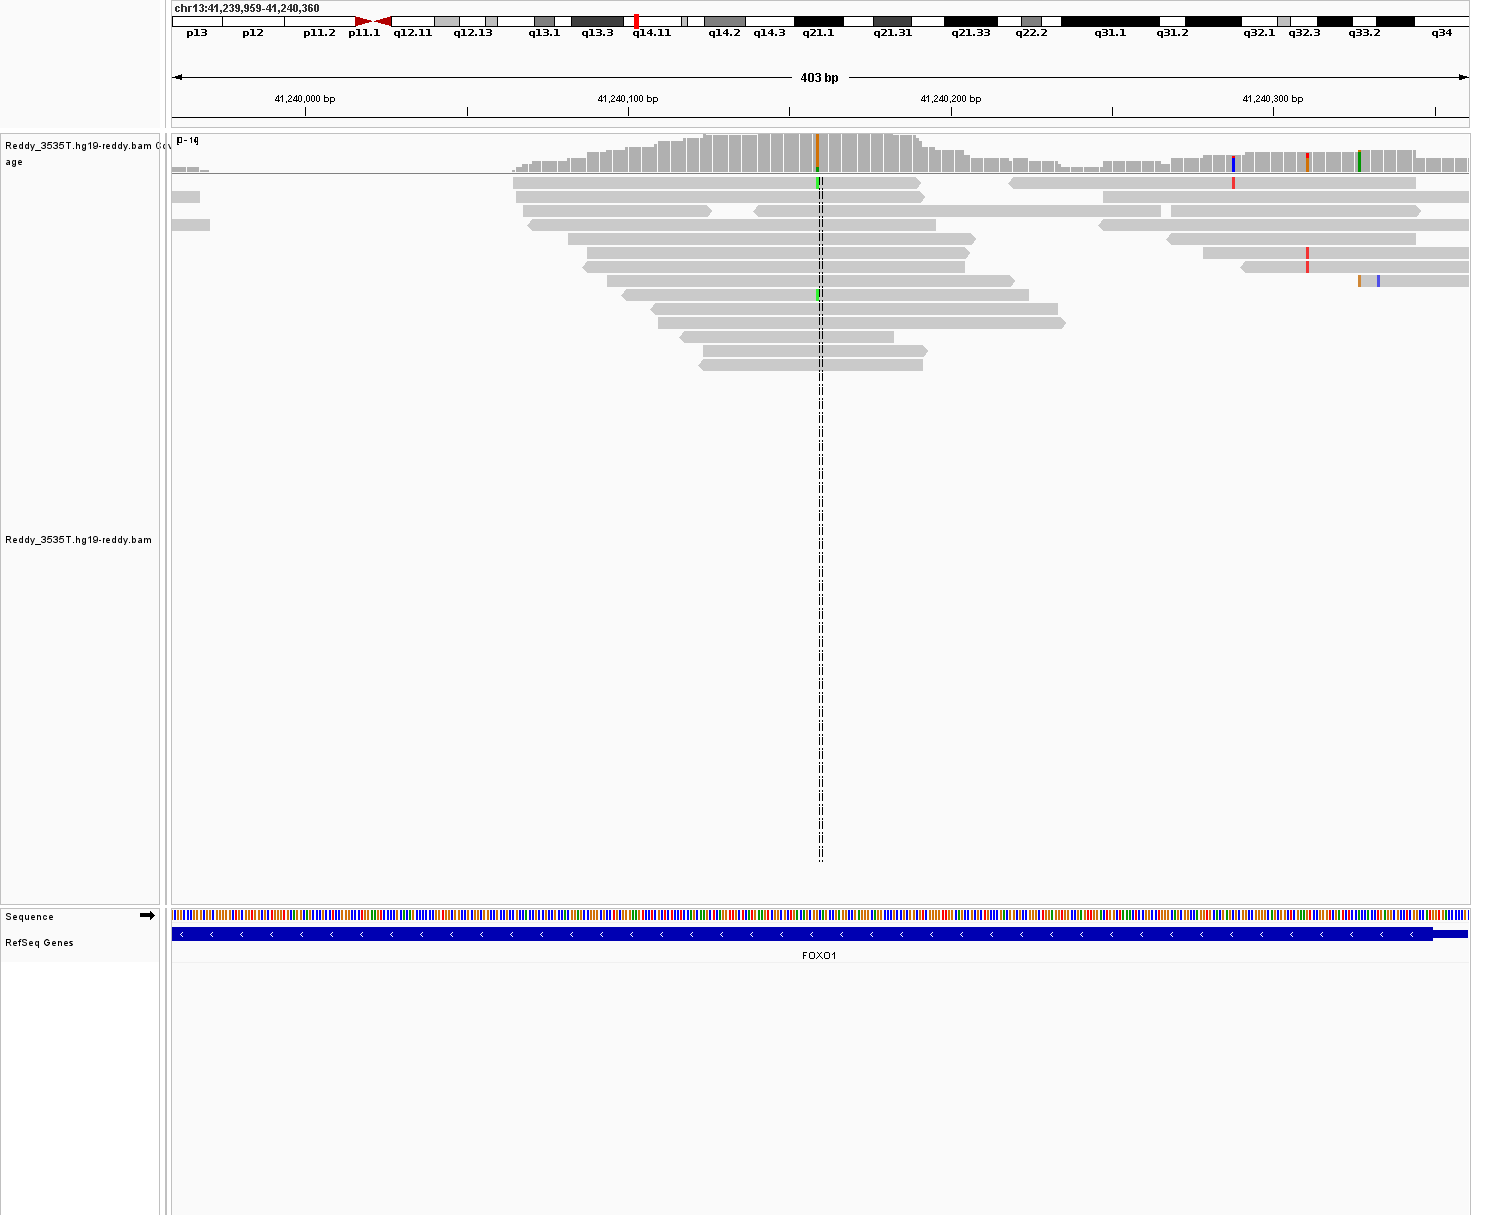 chr13:41,239,959-41,240,360
p13 p12 p11.2 p11.1 q12.11 q12.13 q13.1 q13.3 q14.11 q14.2 q14.3 q21.1 q21.31 q21.33 q22.2 q31.1 q31.2 q32.1 q32.3 q33.2 q34
403 bp
41,240,000 bp 41,240,100 bp 41,240,200 bp 41,240,300 bp
Reddy_3535T.hg19-reddy.bam Cov
age
Reddy_3535T.hg19-reddy.bam
Sequence
RefSeq Genes
FOXO1